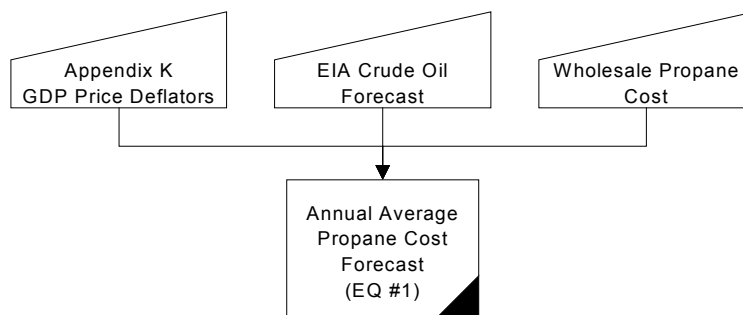 Appendix K
GDP Price Deflators
EIA Crude Oil
Forecast
Wholesale Propane
Cost
Annual Average
Propane Cost
Forecast
(EQ #1)